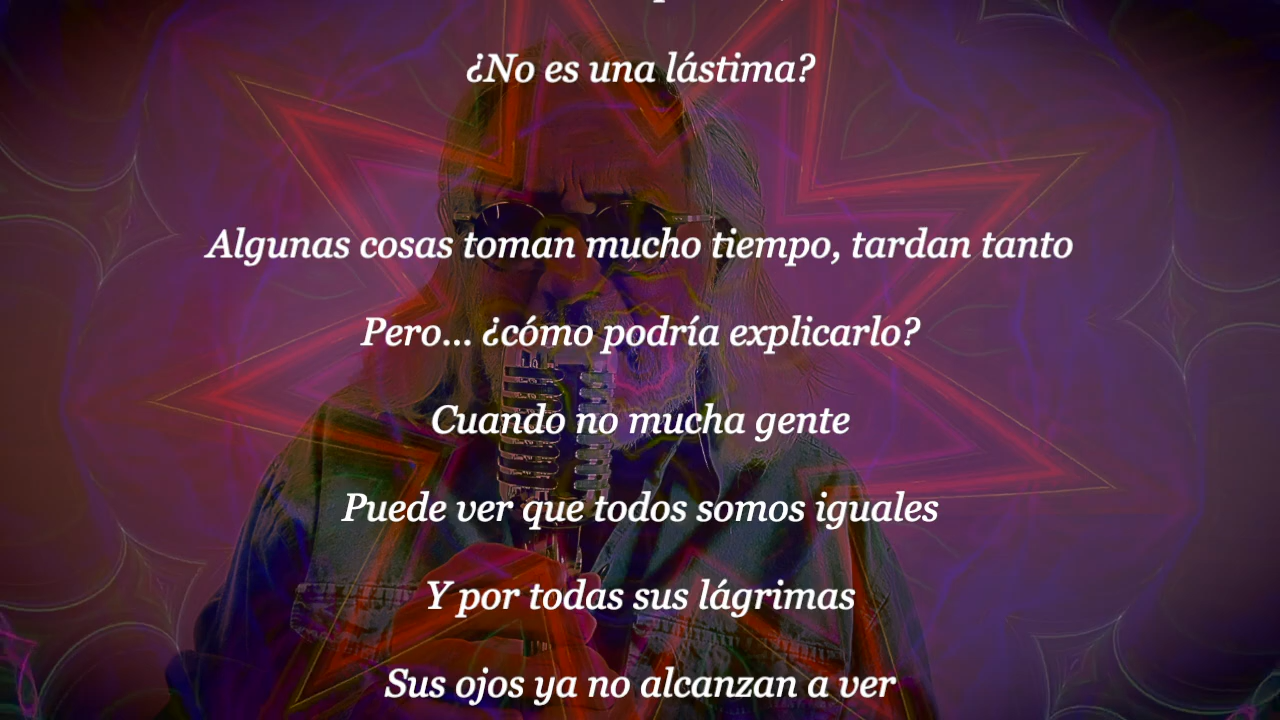 ¿No es una lástima?
Algunas cosas toman mucho tiempo, tardan tanto
Pero... ¿cómo podría explicarlo?
Cuando no mucha gente
Puede ver que todos somos iguales
Y por todas sus lágrimas
Sus ojos ya no alcanzan a ver